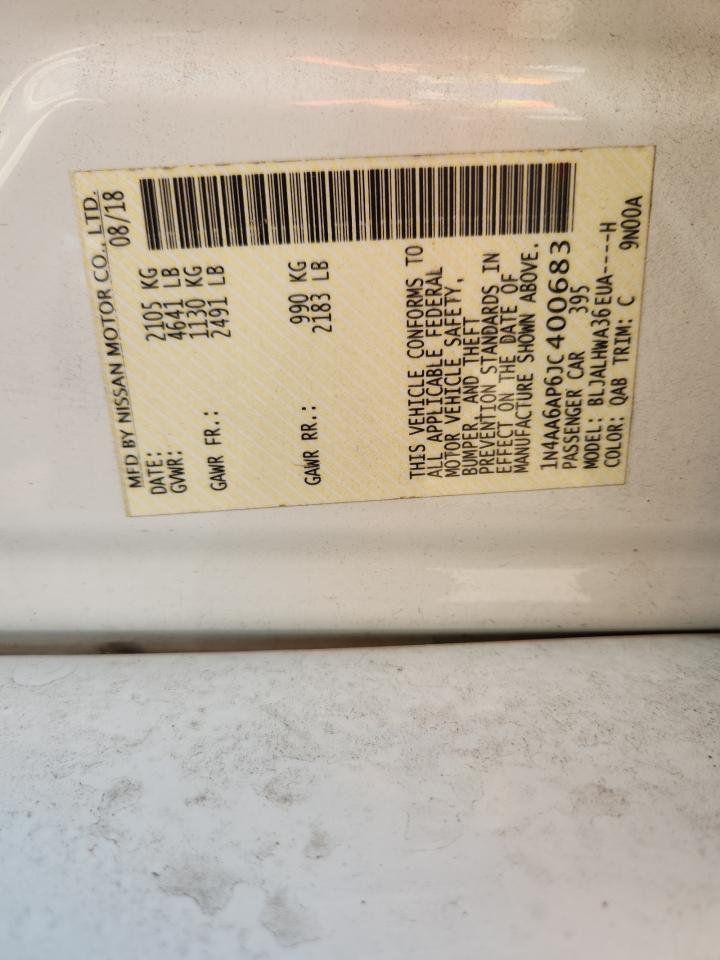 MFD BY NISSAN MOTOR CO., LTD.
DATE: 08/18
GVWR: 2105 KG
4641 LB
GAWR FR.: 1130 KG
2491 LB
GAWR RR.: 990 KG
2183 LB
THIS VEHICLE CONFORMS TO
ALL APPLICABLE FEDERAL
MOTOR VEHICLE SAFETY,
BUMPER, AND THEFT
PREVENTION STANDARDS IN
EFFECT ON THE DATE OF
MANUFACTURE SHOWN ABOVE.
1N4AA6AP6JC400683
PASSENGER CAR 395
MODEL: BLJALHWA36EUA----H
COLOR: QAB TRIM: C 9N00A